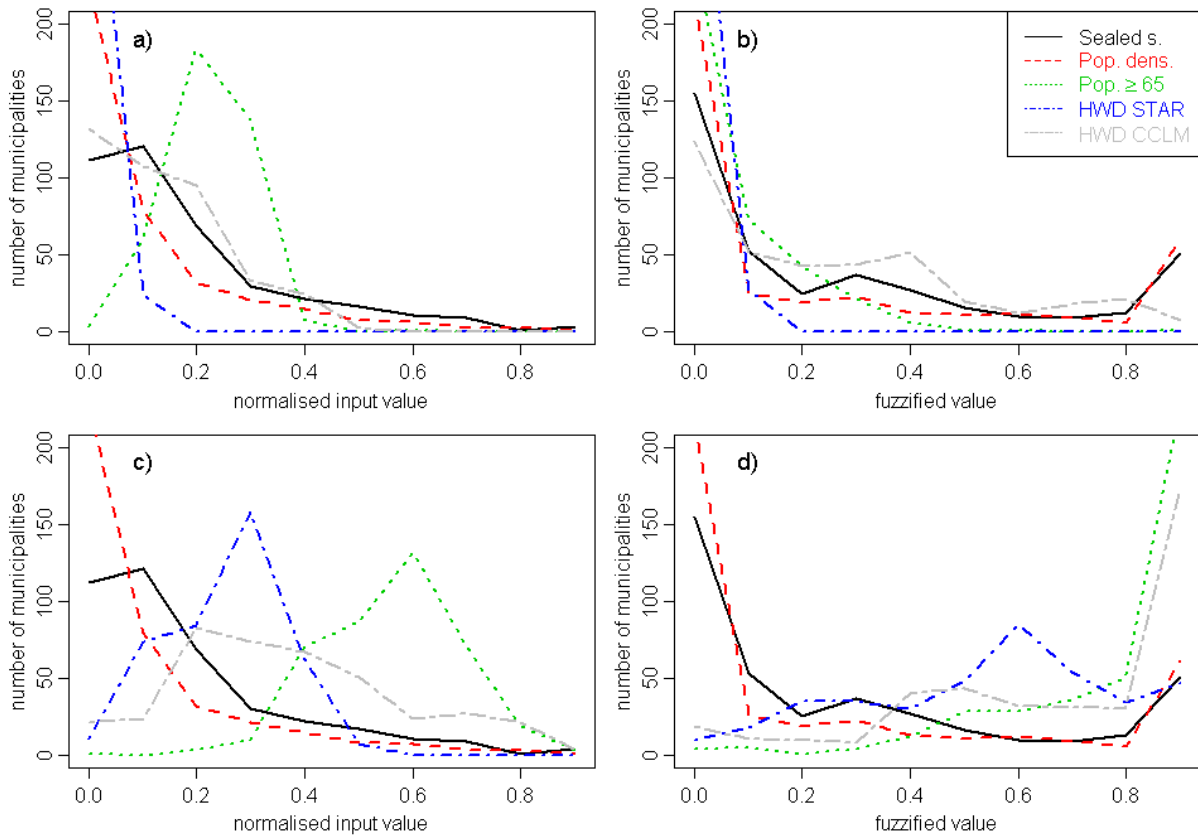 a)
number of municipalities
200
150
100
50
0
0.0 0.2 0.4 0.6 0.8
normalised input value
b)
Sealed s.
Pop. dens.
Pop. ≥ 65
HWD STAR
HWD CCLM
number of municipalities
200
150
100
50
0
0.0 0.2 0.4 0.6 0.8
fuzzified value
c)
number of municipalities
200
150
100
50
0
0.0 0.2 0.4 0.6 0.8
normalised input value
d)
number of municipalities
200
150
100
50
0
0.0 0.2 0.4 0.6 0.8
fuzzified value